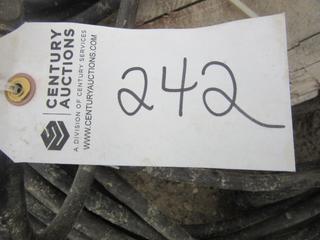 CENTURY
AUCTIONS
A DIVISION OF CENTURY SERVICES
WWW.CENTURYAUCTIONS.COM
242